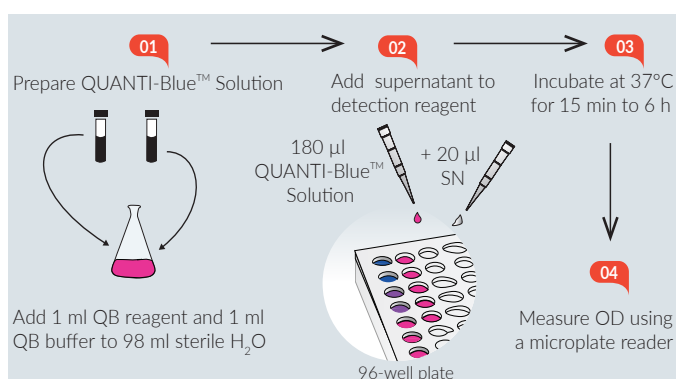 01
Prepare QUANTI-Blue™ Solution
Add 1 ml QB reagent and 1 ml
QB buffer to 98 ml sterile H₂O
02
Add supernatant to
detection reagent
180 µl
QUANTI-Blue™
Solution
+ 20 µl
SN
96-well plate
03
Incubate at 37°C
for 15 min to 6 h
04
Measure OD using
a microplate reader